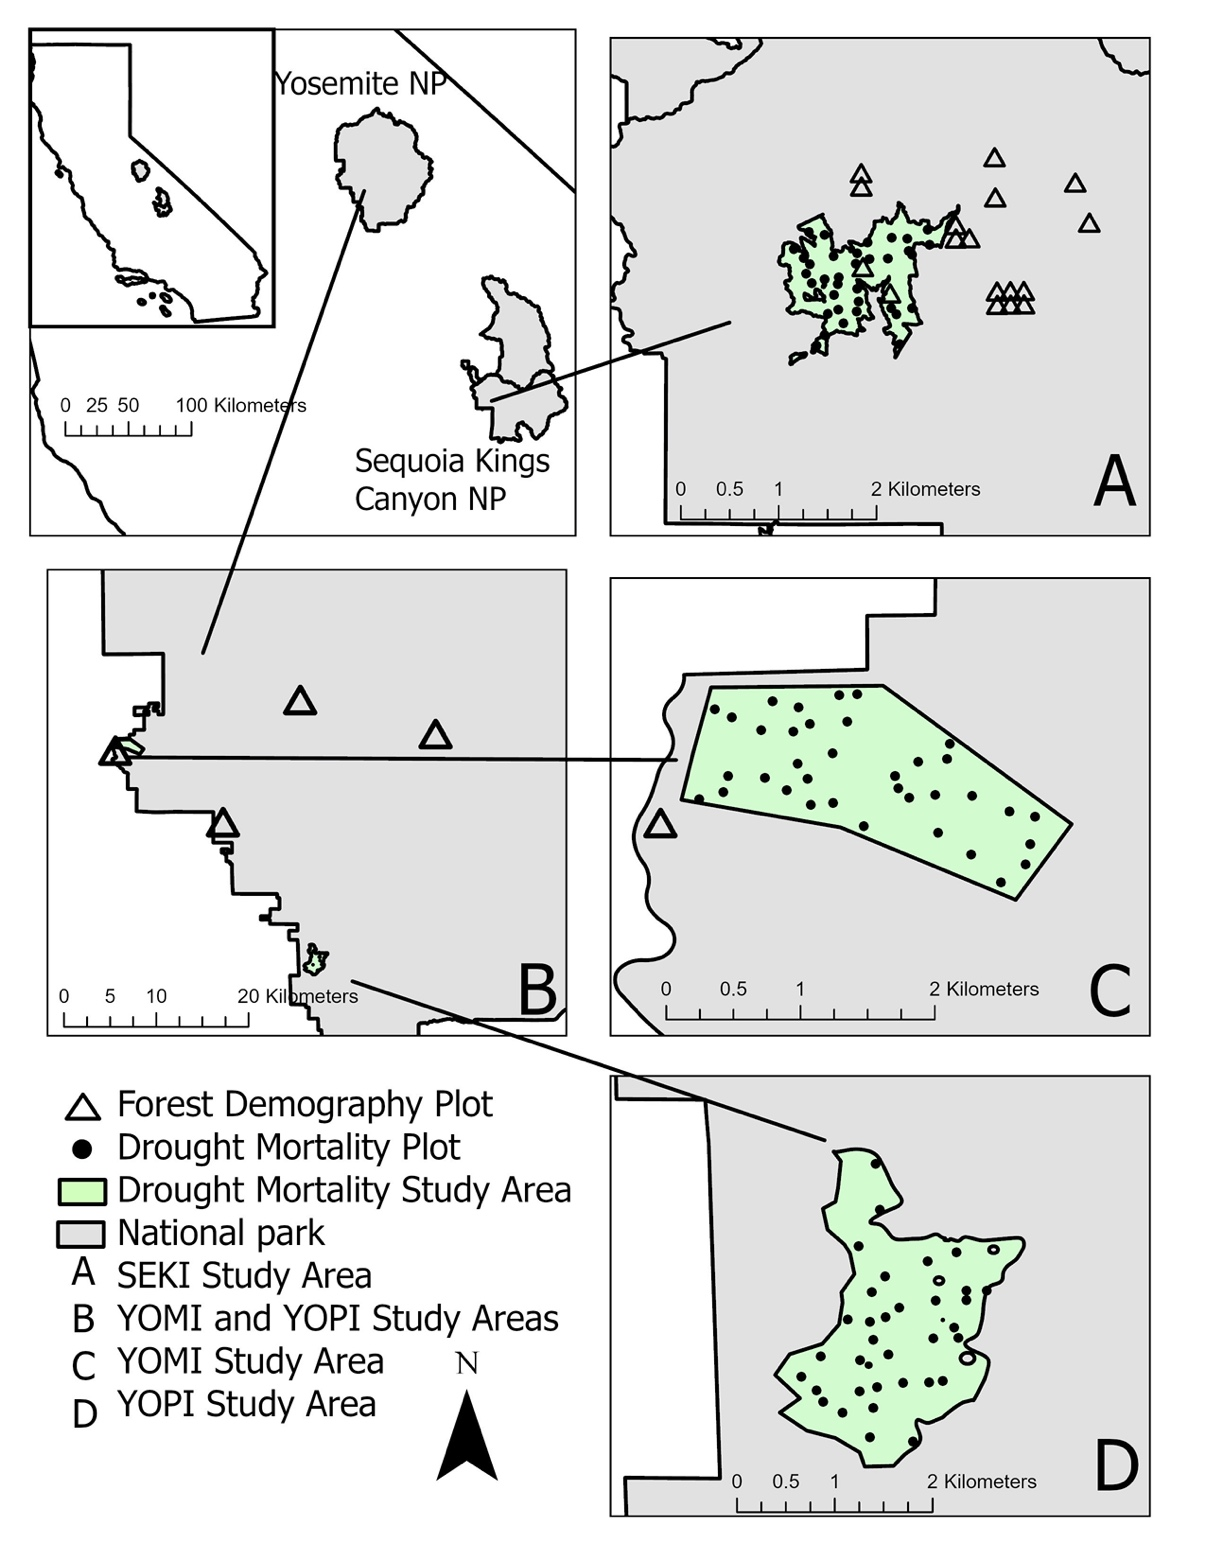 Yosemite NP
0 25 50 100 Kilometers
Sequoia Kings
Canyon NP
0 0.5 1 2 Kilometers
A
0 5 10 20 Kilometers
B
0 0.5 1 2 Kilometers
C
Forest Demography Plot
Drought Mortality Plot
Drought Mortality Study Area
National park
A SEKI Study Area
B YOMI and YOPI Study Areas
C YOMI Study Area
D YOPI Study Area
N
0 0.5 1 2 Kilometers
D